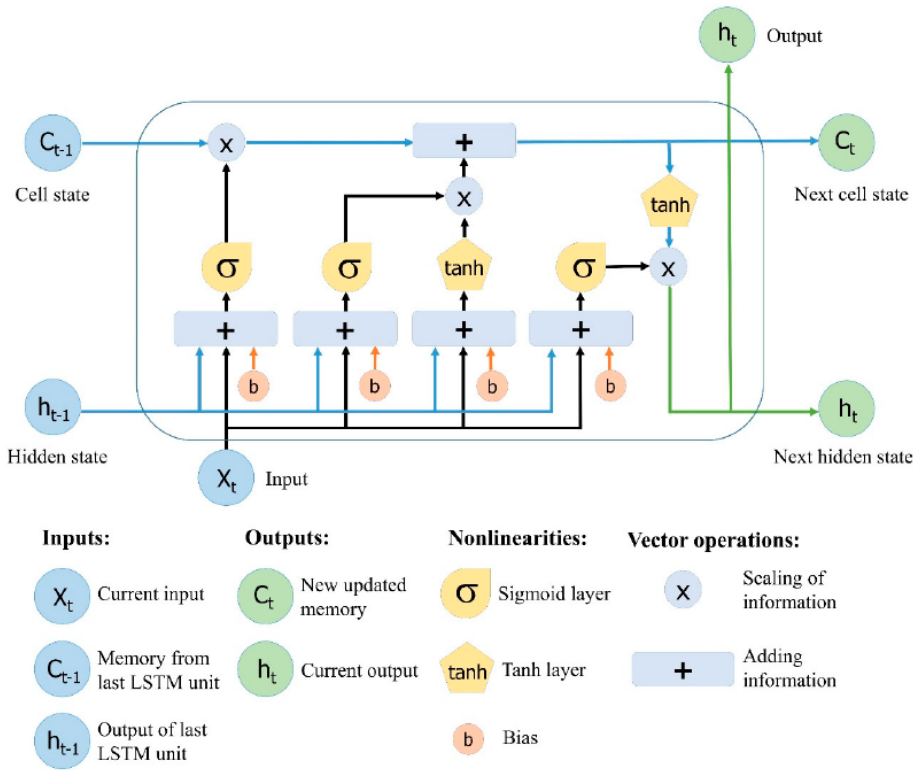 hₜ Output
Cₜ₋₁ x + Cₜ
Cell state Next cell state
tanh
x
σ σ tanh σ x
+ + + +
b b b b
hₜ₋₁ hₜ
Hidden state Next hidden state
Xₜ Input
Inputs: Outputs: Nonlinearities: Vector operations:
Xₜ Current input
Cₜ₋₁ Memory from
last LSTM unit
hₜ₋₁ Output of last
LSTM unit
Cₜ New updated
memory
hₜ Current output
σ Sigmoid layer
tanh Tanh layer
b Bias
x Scaling of
information
+ Adding
information